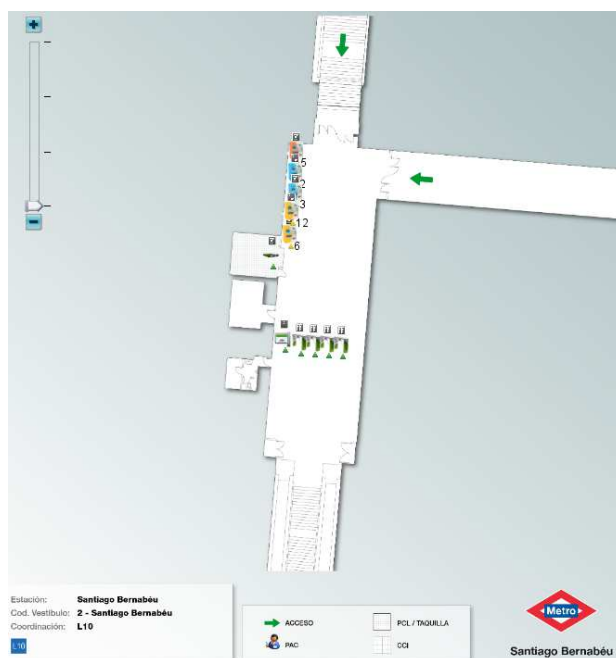 5
2
3
12
6
Estación: Santiago Bernabéu
Cod. Vestíbulo: 2 - Santiago Bernabéu
Coordinación: L10
L10
ACCESO
PCL / TAQUILLA
PAC
CCI
Metro
Santiago Bernabéu